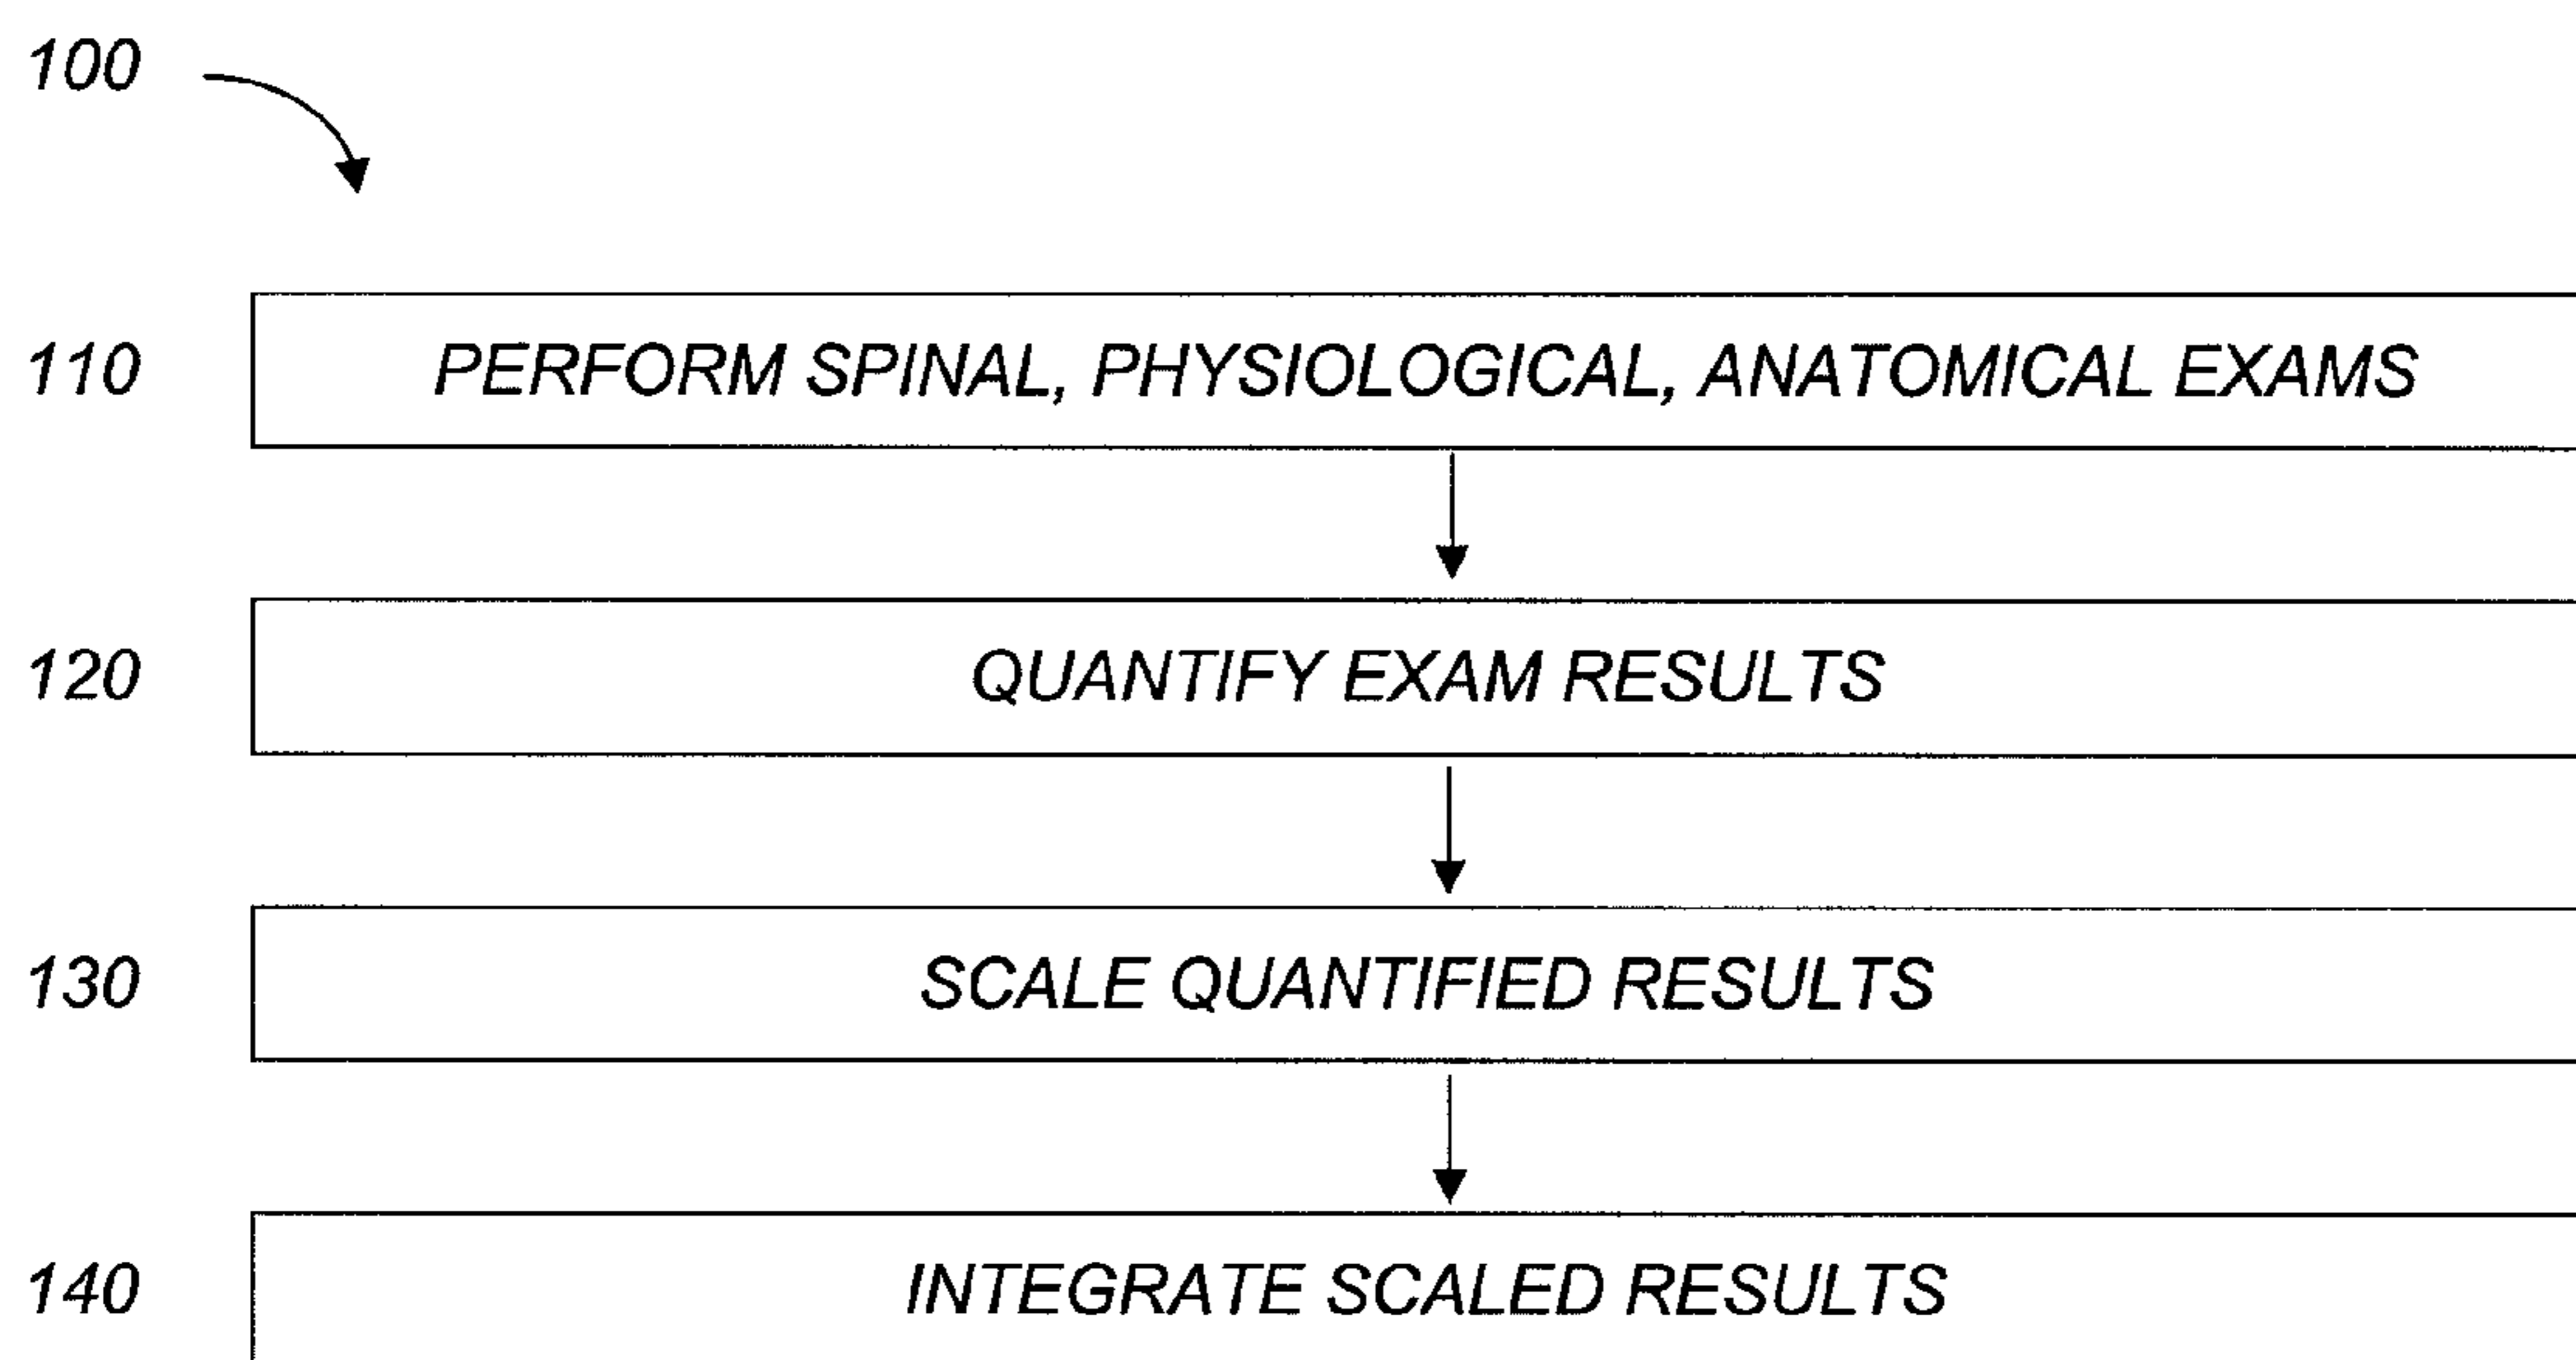 100
110 PERFORM SPINAL, PHYSIOLOGICAL, ANATOMICAL EXAMS
120 QUANTIFY EXAM RESULTS
130 SCALE QUANTIFIED RESULTS
140 INTEGRATE SCALED RESULTS